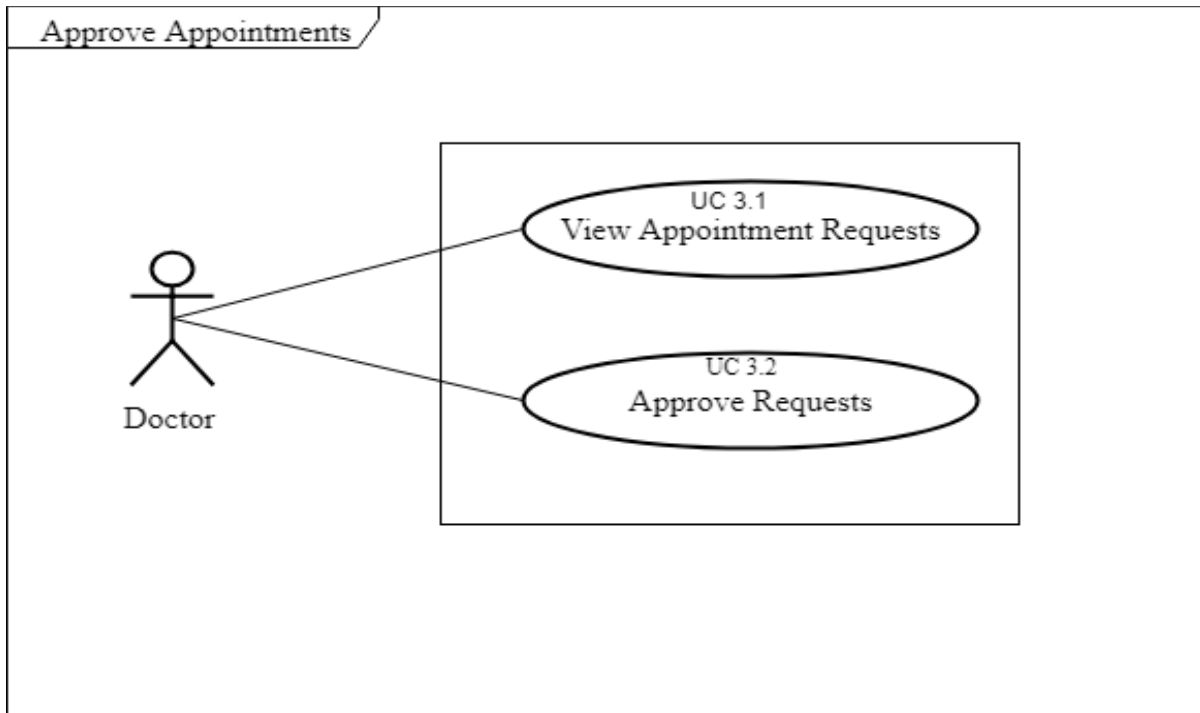 Approve Appointments
UC 3.1
View Appointment Requests
UC 3.2
Approve Requests
Doctor